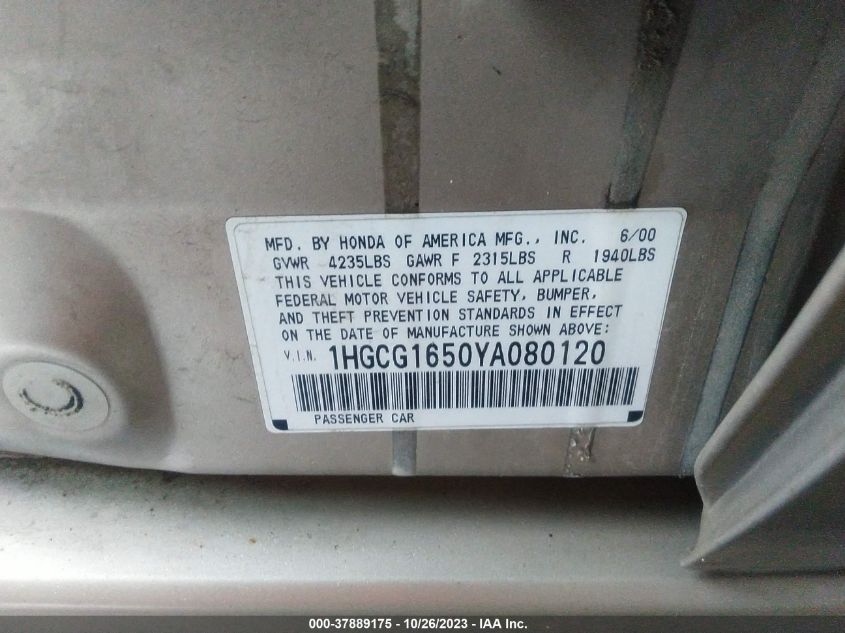 MFD. BY HONDA OF AMERICA MFG., INC. 6/00
GVWR 4235LBS GAWR F 2315LBS R 1940LBS
THIS VEHICLE CONFORMS TO ALL APPLICABLE
FEDERAL MOTOR VEHICLE SAFETY, BUMPER,
AND THEFT PREVENTION STANDARDS IN EFFECT
ON THE DATE OF MANUFACTURE SHOWN ABOVE:
V.I.N. 1HGCG1650YA080120
PASSENGER CAR
000-37889175 - 10/26/2023 - IAA Inc.